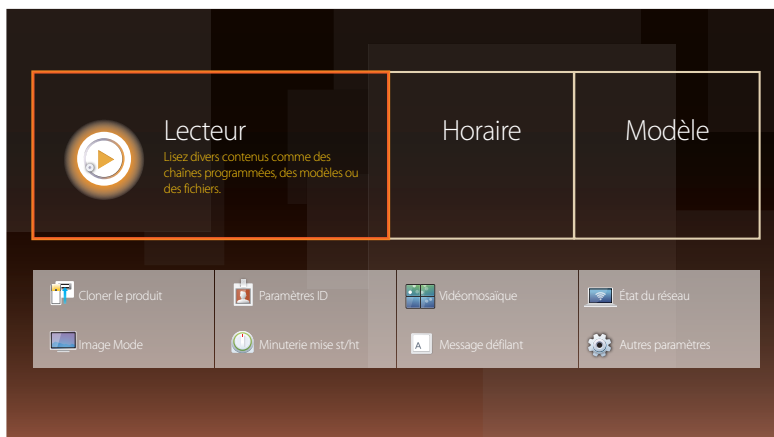 Lecteur
Lisez divers contenus comme des
chaînes programmées, des modèles ou
des fichiers.
Horaire
Modèle
Cloner le produit
Paramètres ID
Vidéomosaïque
État du réseau
Image Mode
Minuterie mise st/ht
A
Message défilant
Autres paramètres